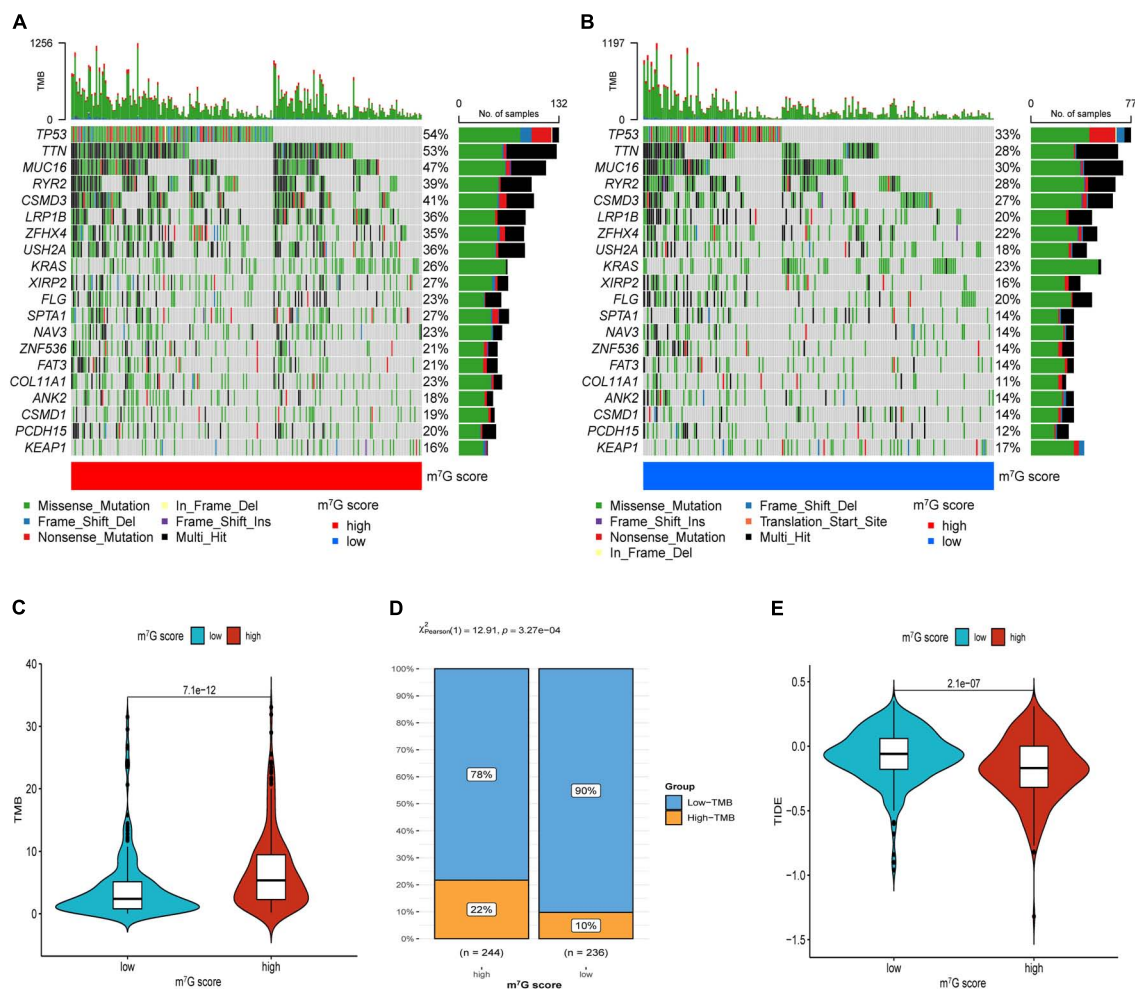 A
1256
TMB
0
0 132
No. of samples
TP53 54%
TTN 53%
MUC16 47%
RYR2 39%
CSMD3 41%
LRP1B 36%
ZFHX4 35%
USH2A 36%
KRAS 26%
XIRP2 27%
FLG 23%
SPTA1 27%
NAV3 23%
ZNF536 21%
FAT3 21%
COL11A1 23%
ANK2 18%
CSMD1 19%
PCDH15 20%
KEAP1 16%
m⁷G score
Missense_Mutation In_Frame_Del m⁷G score
Frame_Shift_Del Frame_Shift_Ins high
Nonsense_Mutation Multi_Hit low
B
1197
TMB
0
0 77
No. of samples
TP53 33%
TTN 28%
MUC16 30%
RYR2 28%
CSMD3 27%
LRP1B 20%
ZFHX4 22%
USH2A 18%
KRAS 23%
XIRP2 16%
FLG 20%
SPTA1 14%
NAV3 14%
ZNF536 14%
FAT3 14%
COL11A1 11%
ANK2 14%
CSMD1 14%
PCDH15 12%
KEAP1 17%
m⁷G score
Missense_Mutation Frame_Shift_Del m⁷G score
Frame_Shift_Ins Translation_Start_Site high
Nonsense_Mutation Multi_Hit low
In_Frame_Del
C
m⁷G score low high
40
30
20
10
0
TMB
7.1e−12
low high
m⁷G score
D
χ²Pearson(1) = 12.91, p = 3.27e−04
100%
90%
80%
70%
60%
50%
40%
30%
20%
10%
0%
78% 90%
22% 10%
(n = 244) (n = 236)
high low
m⁷G score
Group
Low−TMB
High−TMB
E
m⁷G score low high
0.5
0.0
−0.5
−1.0
−1.5
TIDE
2.1e−07
low high
m⁷G score